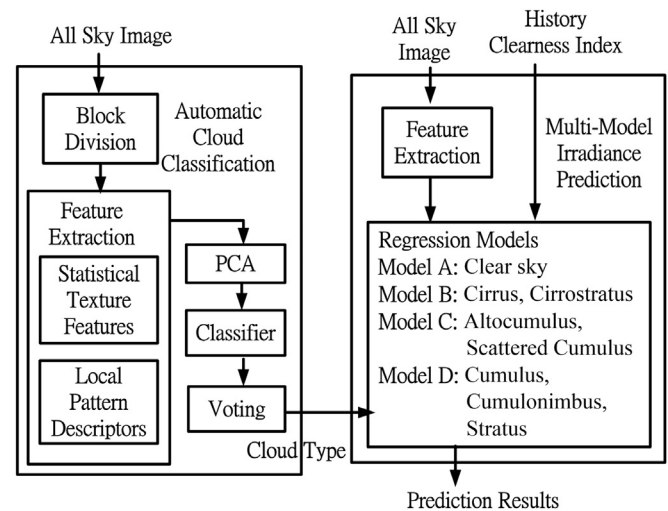 All Sky Image
Block
Division
Automatic
Cloud
Classification
Feature
Extraction
Statistical
Texture
Features
Local
Pattern
Descriptors
PCA
Classifier
Voting
Cloud Type
All Sky
Image
History
Clearness Index
Feature
Extraction
Multi-Model
Irradiance
Prediction
Regression Models
Model A: Clear sky
Model B: Cirrus, Cirrostratus
Model C: Altocumulus,
Scattered Cumulus
Model D: Cumulus,
Cumulonimbus,
Stratus
Prediction Results